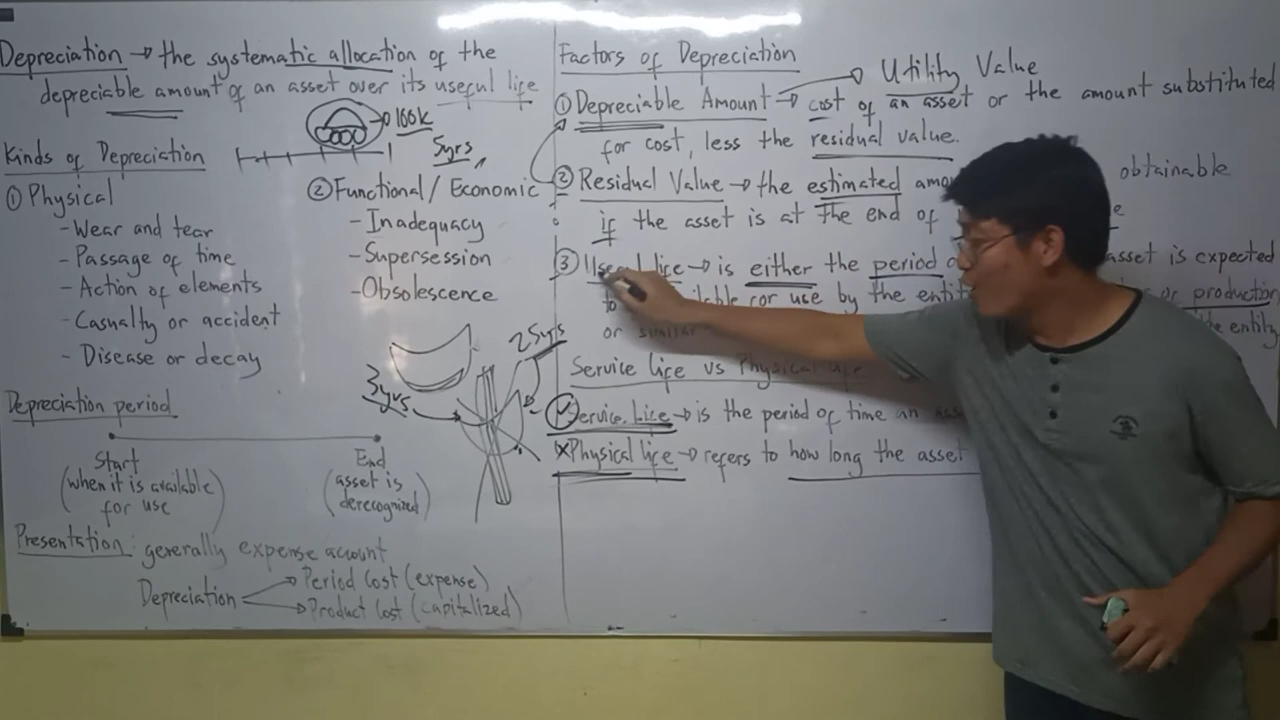 Depreciation → the systematic allocation of the
depreciable amount of an asset over its useful life
100k
5yrs
Kinds of Depreciation
① Physical
- Wear and tear
- Passage of time
- Action of elements
- Casualty or accident
- Disease or decay
② Functional / Economic
- Inadequacy
- Supersession
- Obsolescence
25yrs
3yrs
Depreciation period
Start
(when it is available
for use)
End
(asset is
derecognized)
Presentation: generally expense account
Depreciation
Period Cost (expense)
Product Cost (capitalized)
Factors of Depreciation
Utility Value
① Depreciable Amount → cost of an asset or the amount substituted
for cost, less the residual value.
② Residual Value → the estimated obtainable
if the asset is at the end of
③ Useful life → is either the period asset is expected
to for use by the or production
or similar entity
Service life vs Physical life
Service Life → is the period of time an
Physical life → refers to how long the asset